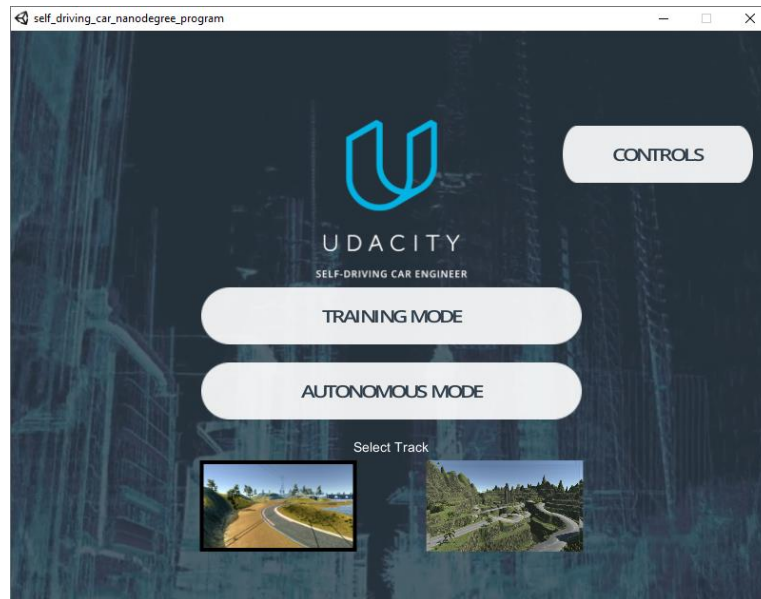 self_driving_car_nanodegree_program
CONTROLS
UDACITY
SELF-DRIVING CAR ENGINEER
TRAINING MODE
AUTONOMOUS MODE
Select Track